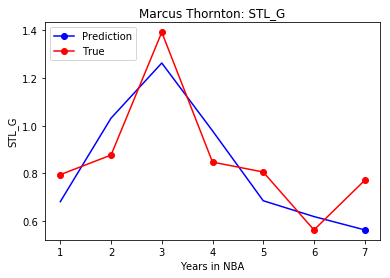 Marcus Thornton: STL_G
Prediction
True
STL_G
1.4
1.2
1.0
0.8
0.6
1 2 3 4 5 6 7
Years in NBA